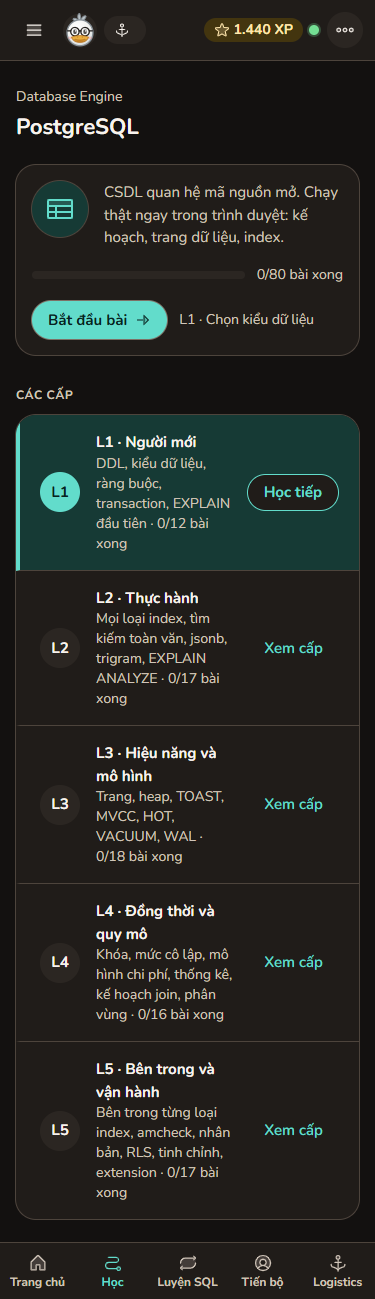 1.440 XP
Database Engine
PostgreSQL
CSDL quan hệ mã nguồn mở. Chạy
thật ngay trong trình duyệt: kế
hoạch, trang dữ liệu, index.
0/80 bài xong
Bắt đầu bài
L1 · Chọn kiểu dữ liệu
CÁC CẤP
L1
L1 · Người mới
DDL, kiểu dữ liệu,
ràng buộc,
transaction, EXPLAIN
đầu tiên · 0/12 bài
xong
Học tiếp
L2
L2 · Thực hành
Mọi loại index, tìm
kiếm toàn văn, jsonb,
trigram, EXPLAIN
ANALYZE · 0/17 bài
xong
Xem cấp
L3
L3 · Hiệu năng và
mô hình
Trang, heap, TOAST,
MVCC, HOT,
VACUUM, WAL ·
0/18 bài xong
Xem cấp
L4
L4 · Đồng thời và
quy mô
Khóa, mức cô lập, mô
hình chi phí, thống kê,
kế hoạch join, phân
vùng · 0/16 bài xong
Xem cấp
L5
L5 · Bên trong và
vận hành
Bên trong từng loại
index, amcheck, nhân
bản, RLS, tinh chỉnh,
extension · 0/17 bài
xong
Xem cấp
Trang chủ
Học
Luyện SQL
Tiến bộ
Logistics